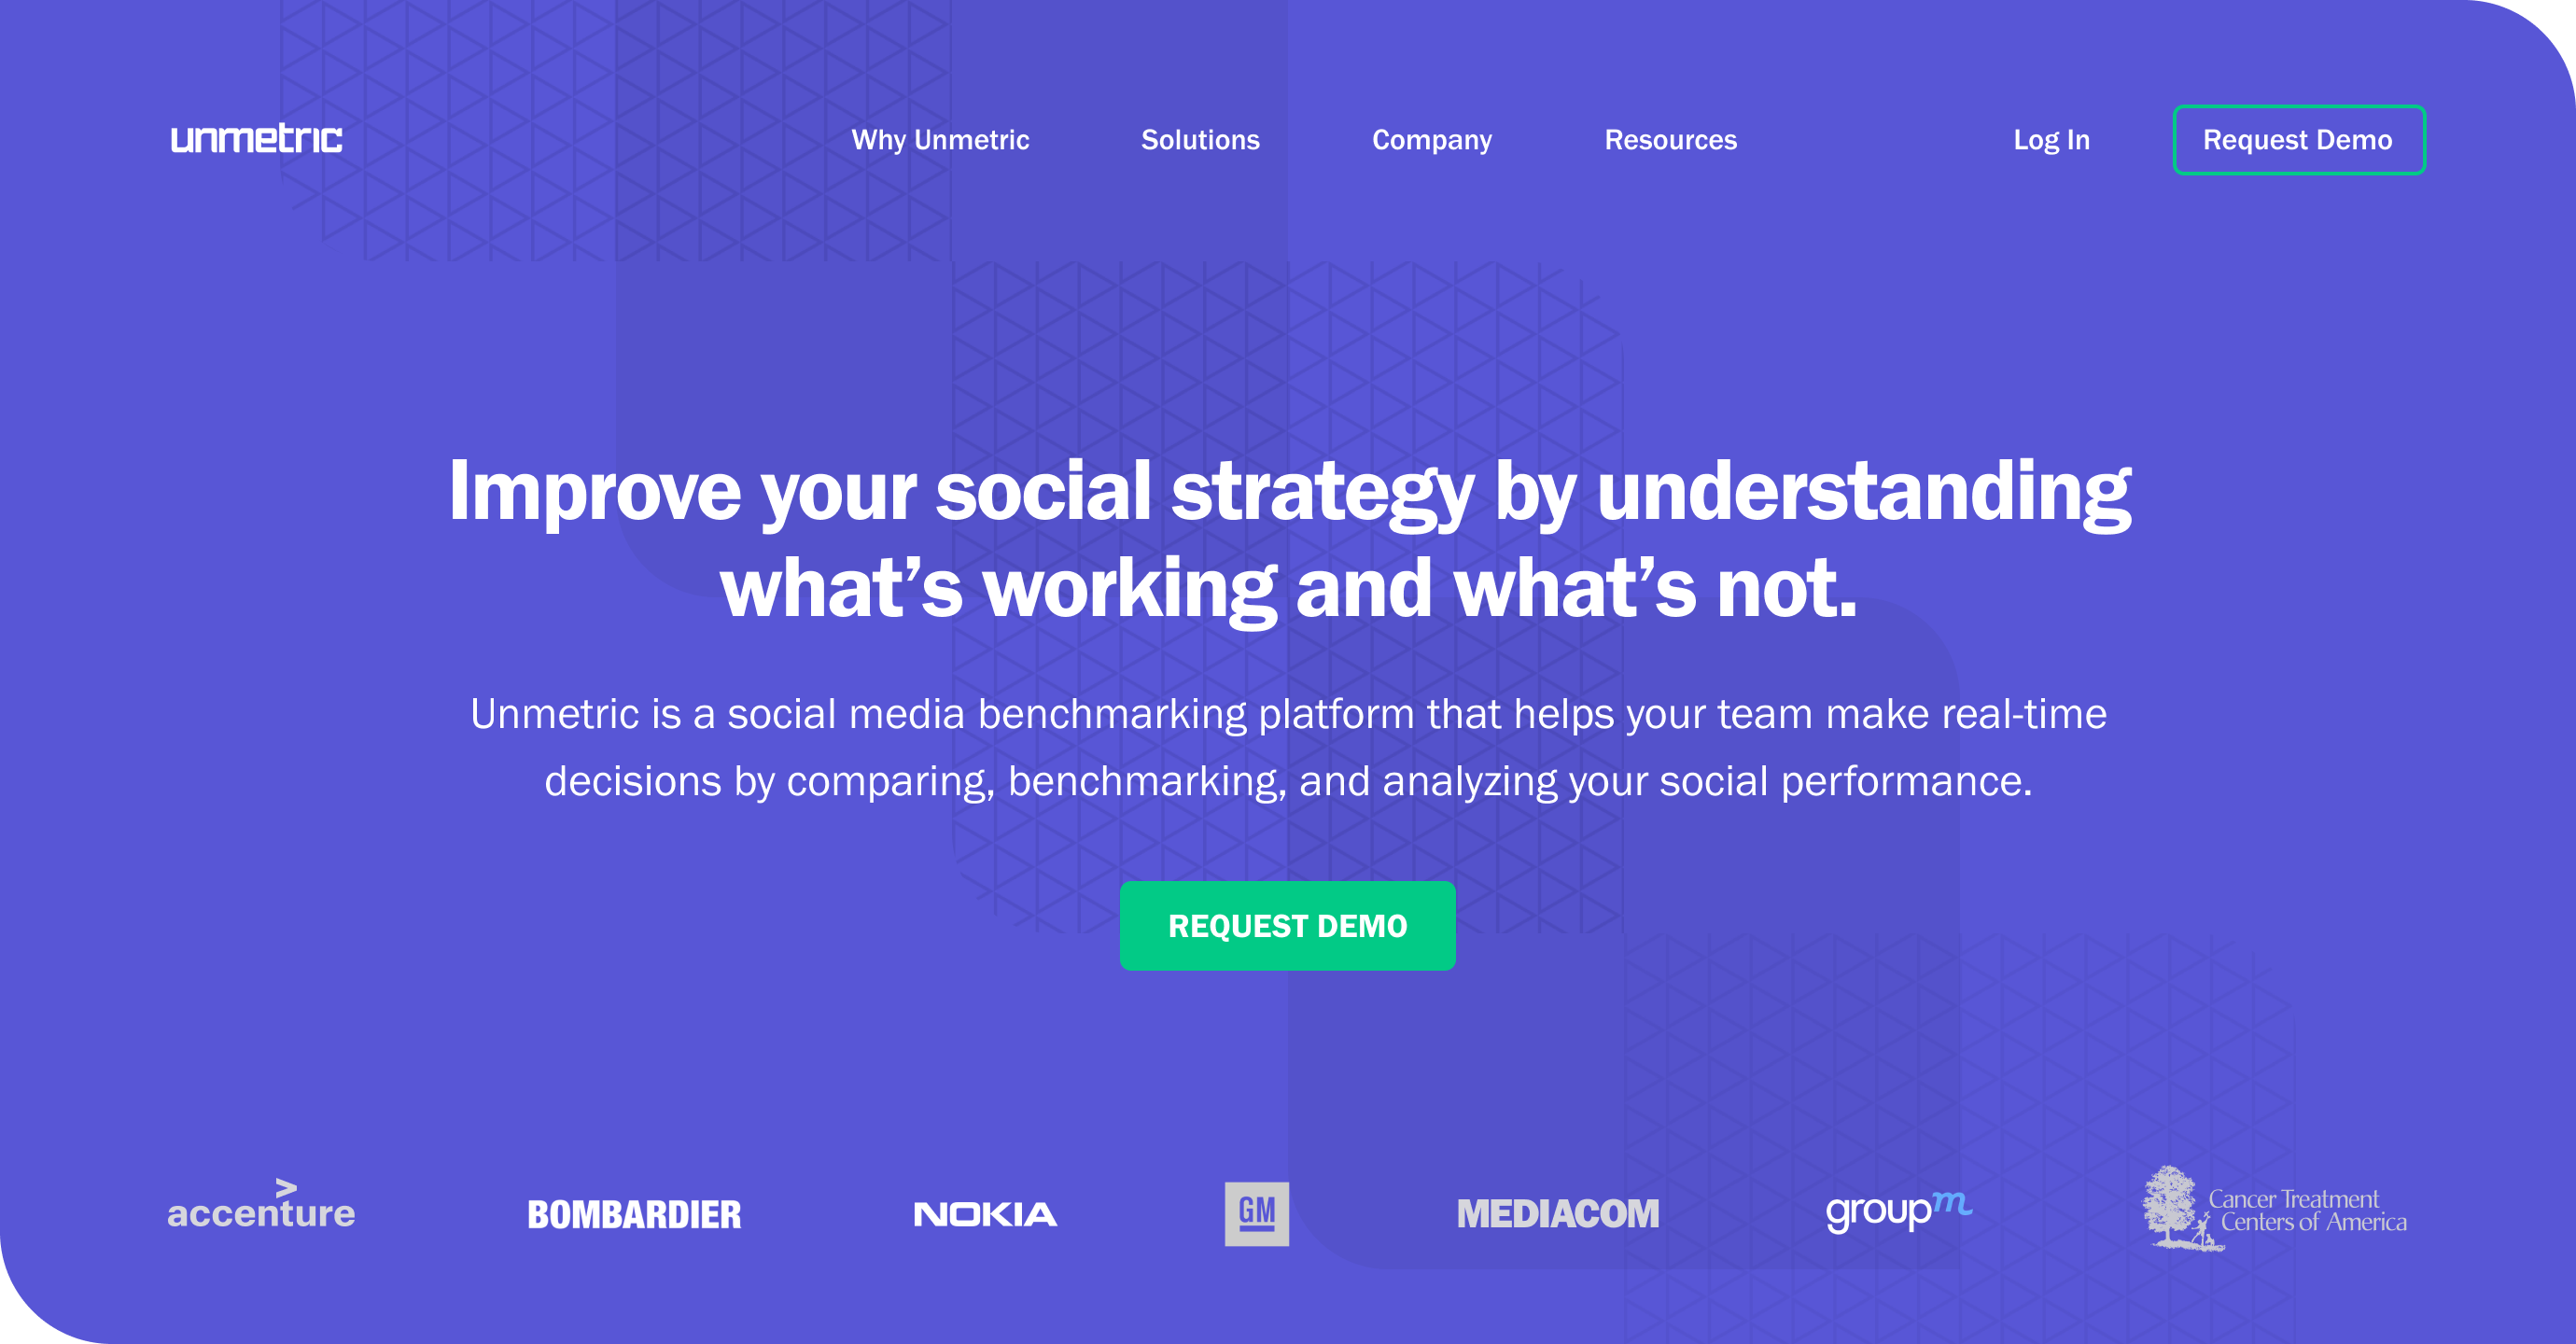 unmetric
Why Unmetric
Solutions
Company
Resources
Log In
Request Demo
Improve your social strategy by understanding
what’s working and what’s not.
Unmetric is a social media benchmarking platform that helps your team make real-time
decisions by comparing, benchmarking, and analyzing your social performance.
REQUEST DEMO
accenture
BOMBARDIER
NOKIA
GM
MEDIACOM
groupm
Cancer Treatment
Centers of America